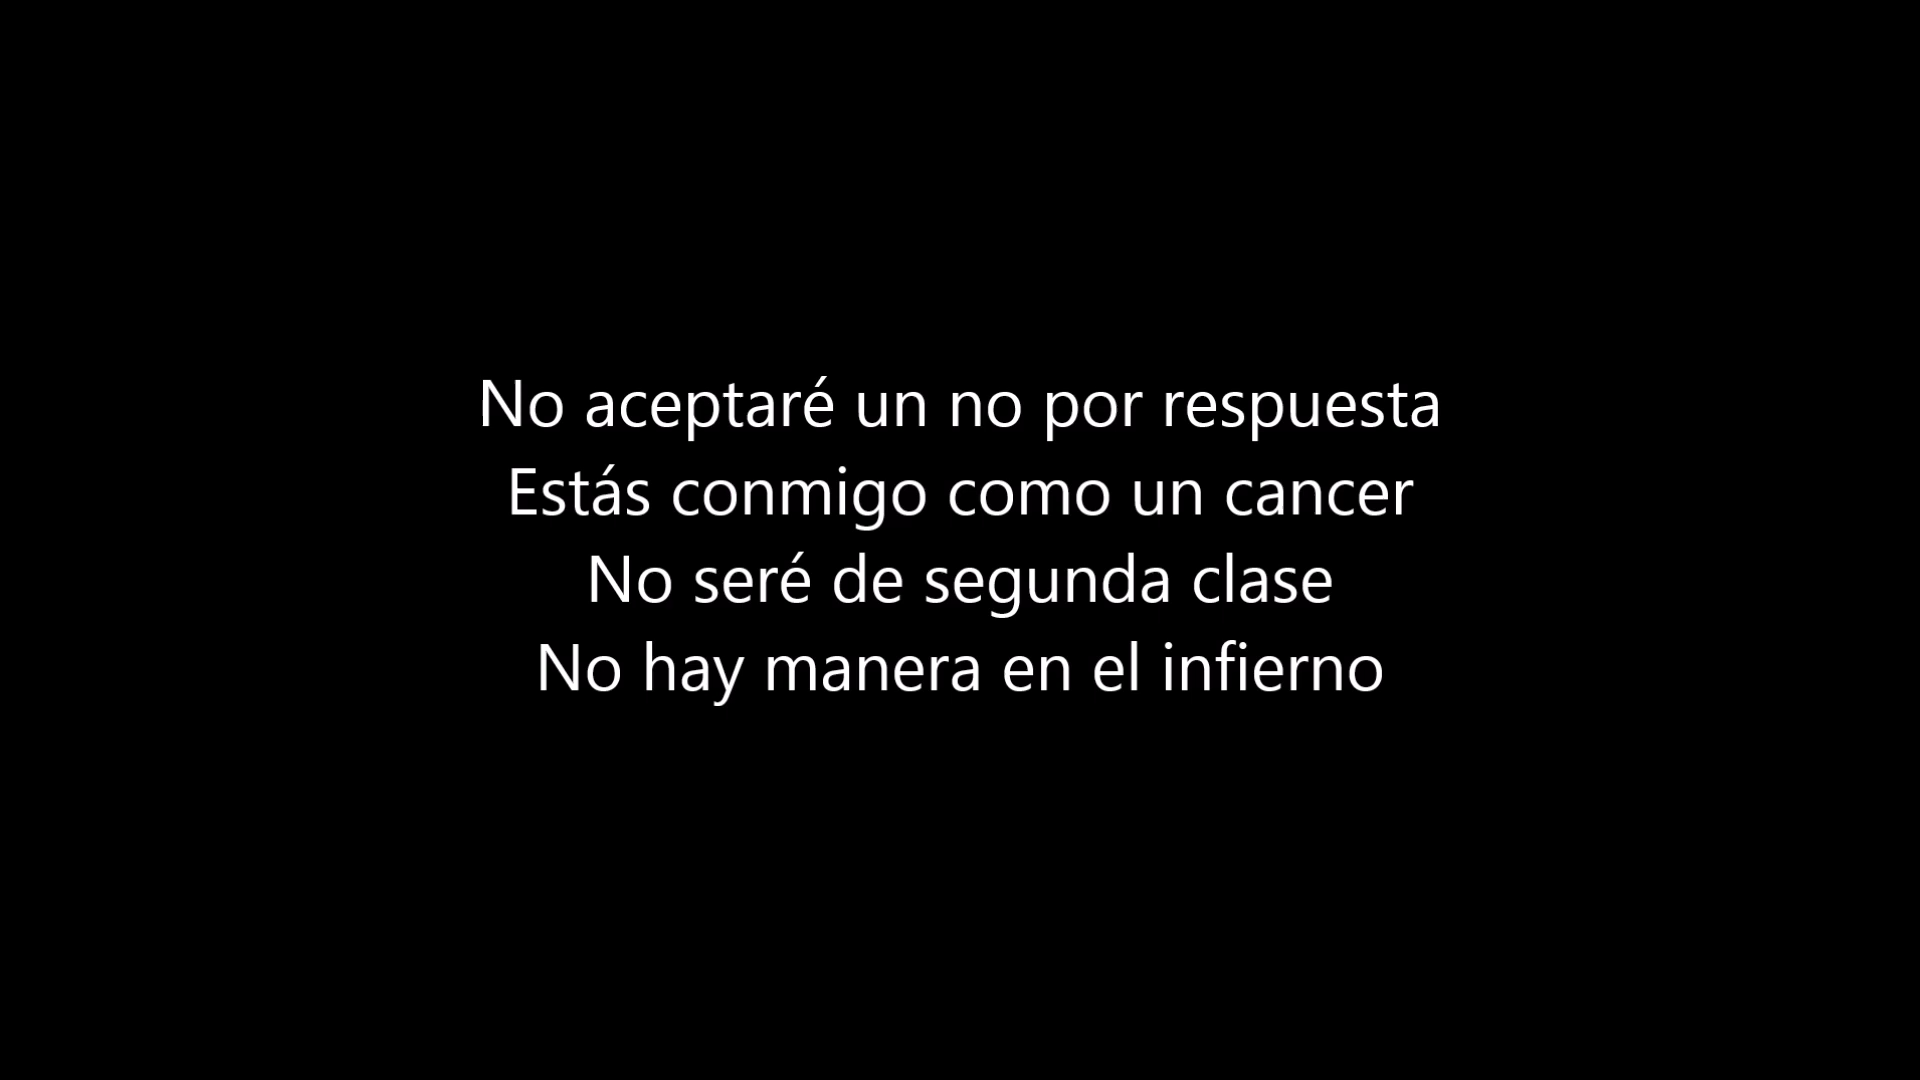 No aceptaré un no por respuesta
Estás conmigo como un cancer
No seré de segunda clase
No hay manera en el infierno